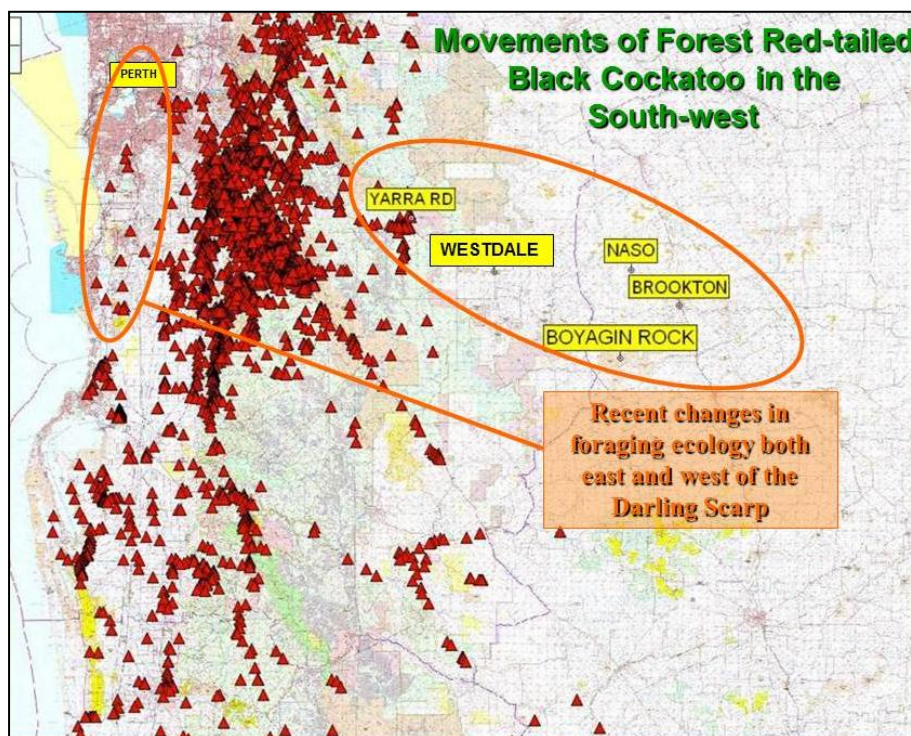 Movements of Forest Red-tailed
Black Cockatoo in the
South-west
PERTH
YARRA RD
WESTDALE
NASO
BROOKTON
BOYAGIN ROCK
Recent changes in
foraging ecology both
east and west of the
Darling Scarp